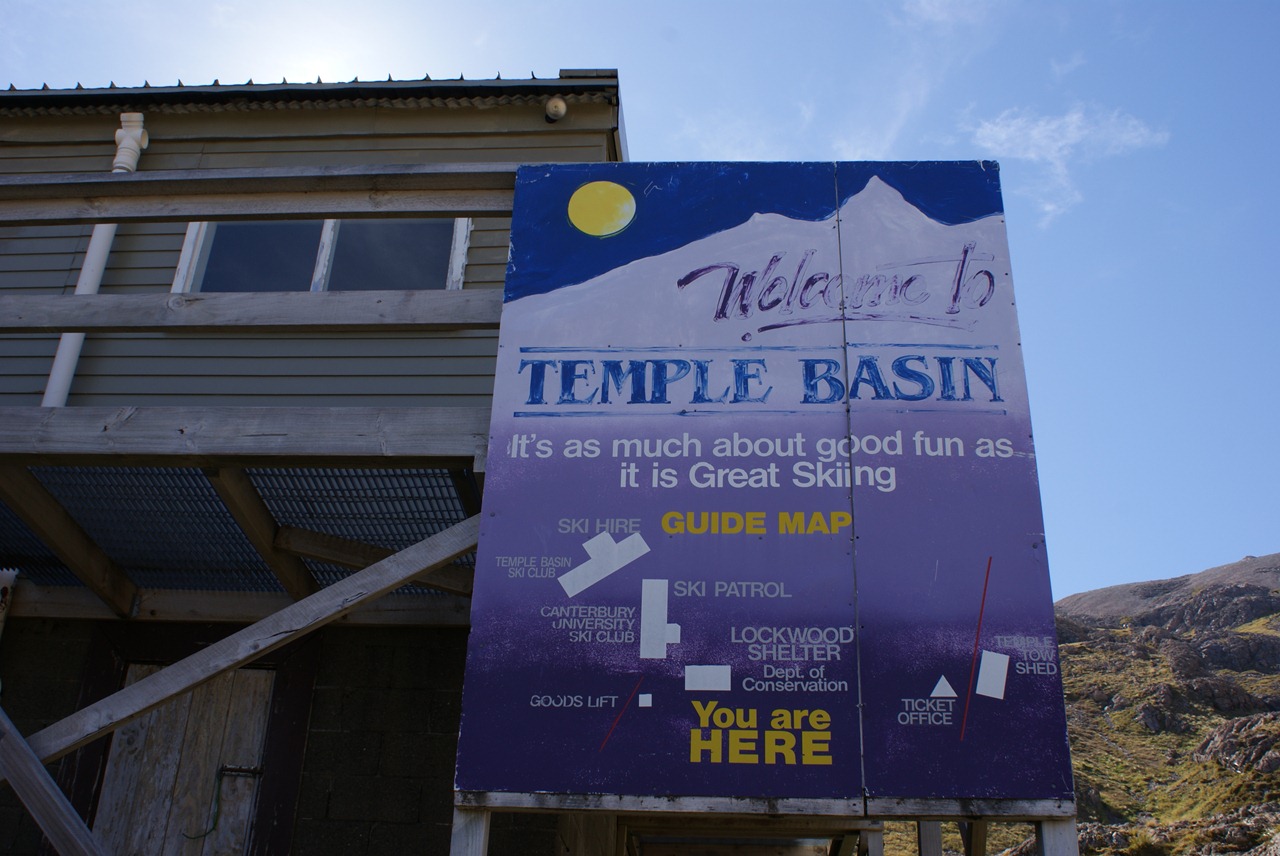 Welcome to
TEMPLE BASIN
It's as much about good fun as
it is Great Skiing
SKI HIRE
GUIDE MAP
TEMPLE BASIN
SKI CLUB
SKI PATROL
CANTERBURY
UNIVERSITY
SKI CLUB
LOCKWOOD
SHELTER
Dept. of
Conservation
TEMPLE
TOW
SHED
GOODS LIFT
TICKET
OFFICE
You are
HERE